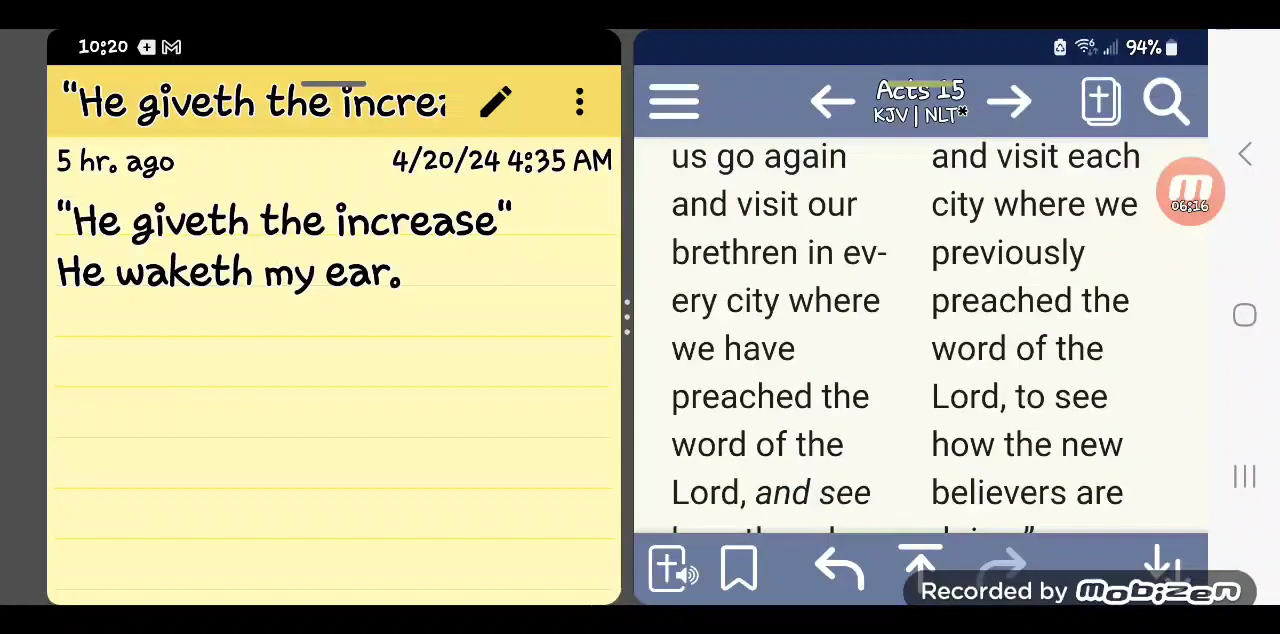 10:20
"He giveth the increa
5 hr. ago 4/20/24 4:35 AM
"He giveth the increase"
He waketh my ear.
94%
Acts 15
KJV | NLT*
us go again
and visit our
brethren in ev-
ery city where
we have
preached the
word of the
Lord, and see
and visit each
city where we
previously
preached the
word of the
Lord, to see
how the new
believers are
06:16
Recorded by Mobizen